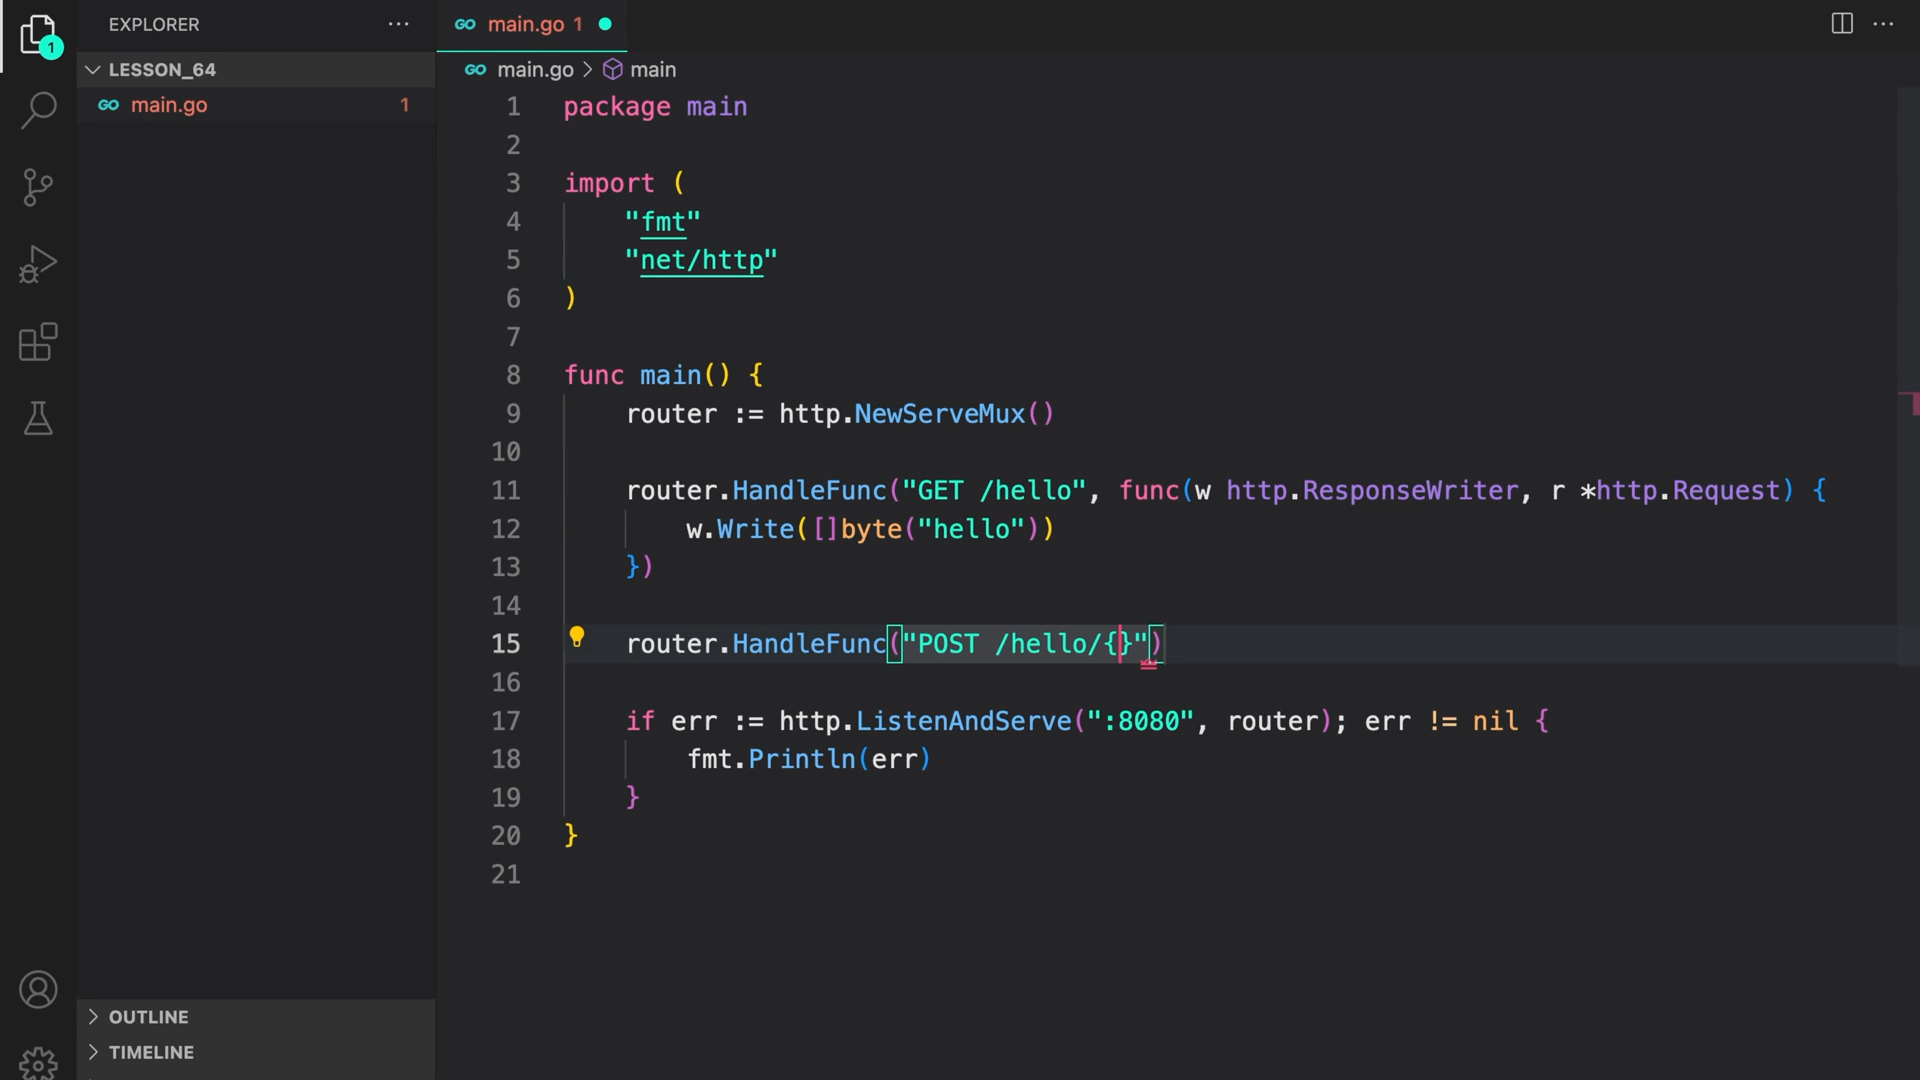 EXPLORER
LESSON_64
main.go 1
OUTLINE
TIMELINE
1
main.go 1
main.go > main
1 package main
2
3 import (
4 "fmt"
5 "net/http"
6 )
7
8 func main() {
9 router := http.NewServeMux()
10
11 router.HandleFunc("GET /hello", func(w http.ResponseWriter, r *http.Request) {
12 w.Write([]byte("hello"))
13 })
14
15 router.HandleFunc("POST /hello/{}")
16
17 if err := http.ListenAndServe(":8080", router); err != nil {
18 fmt.Println(err)
19 }
20 }
21